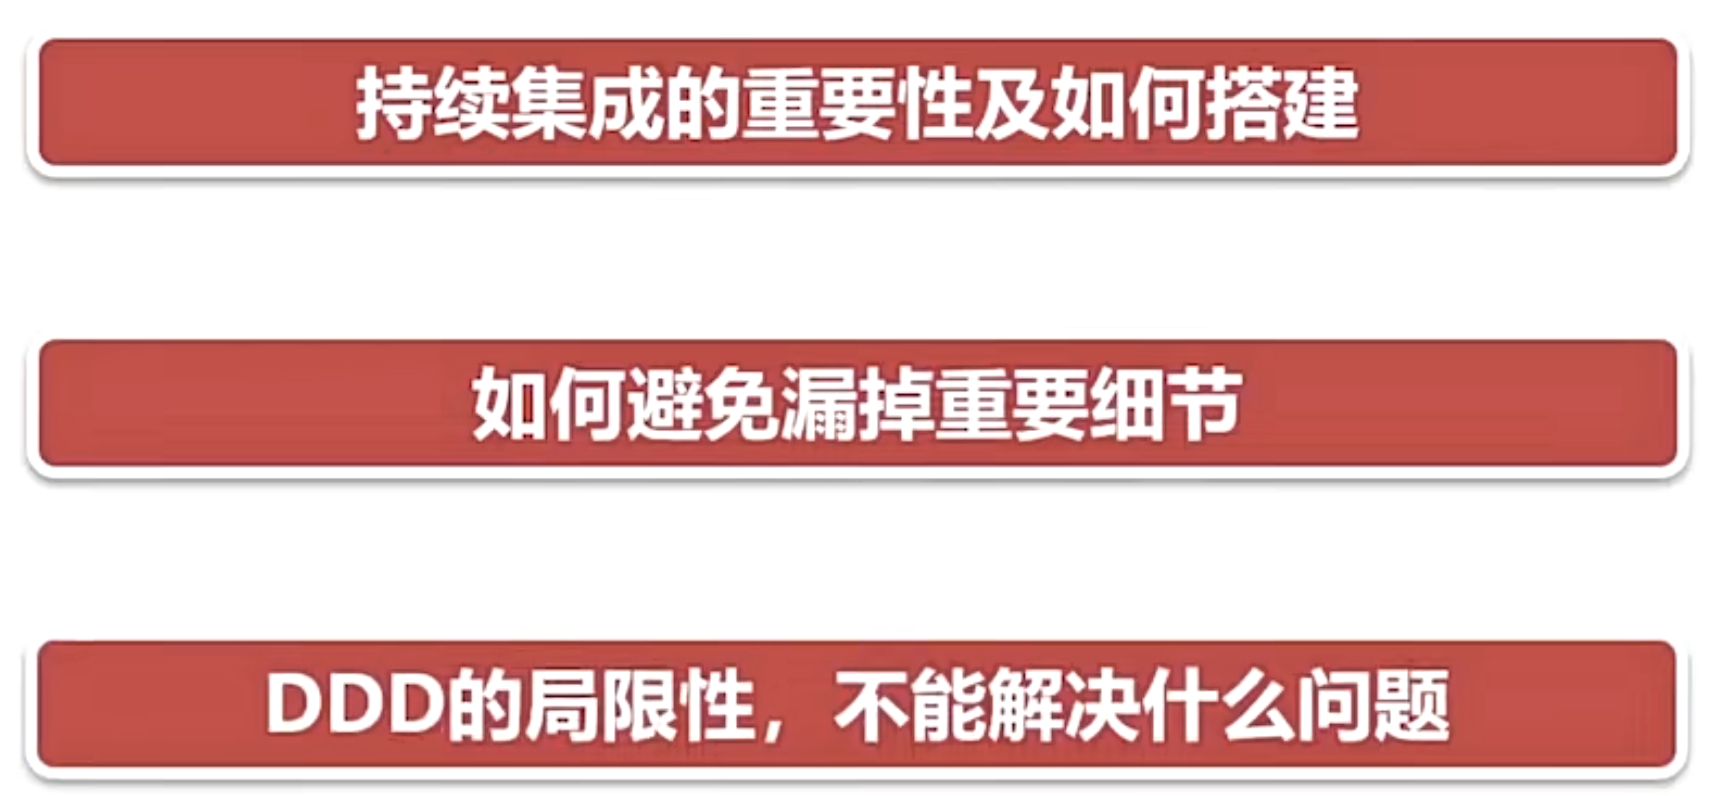 持续集成的重要性及如何搭建
如何避免漏掉重要细节
DDD的局限性，不能解决什么问题